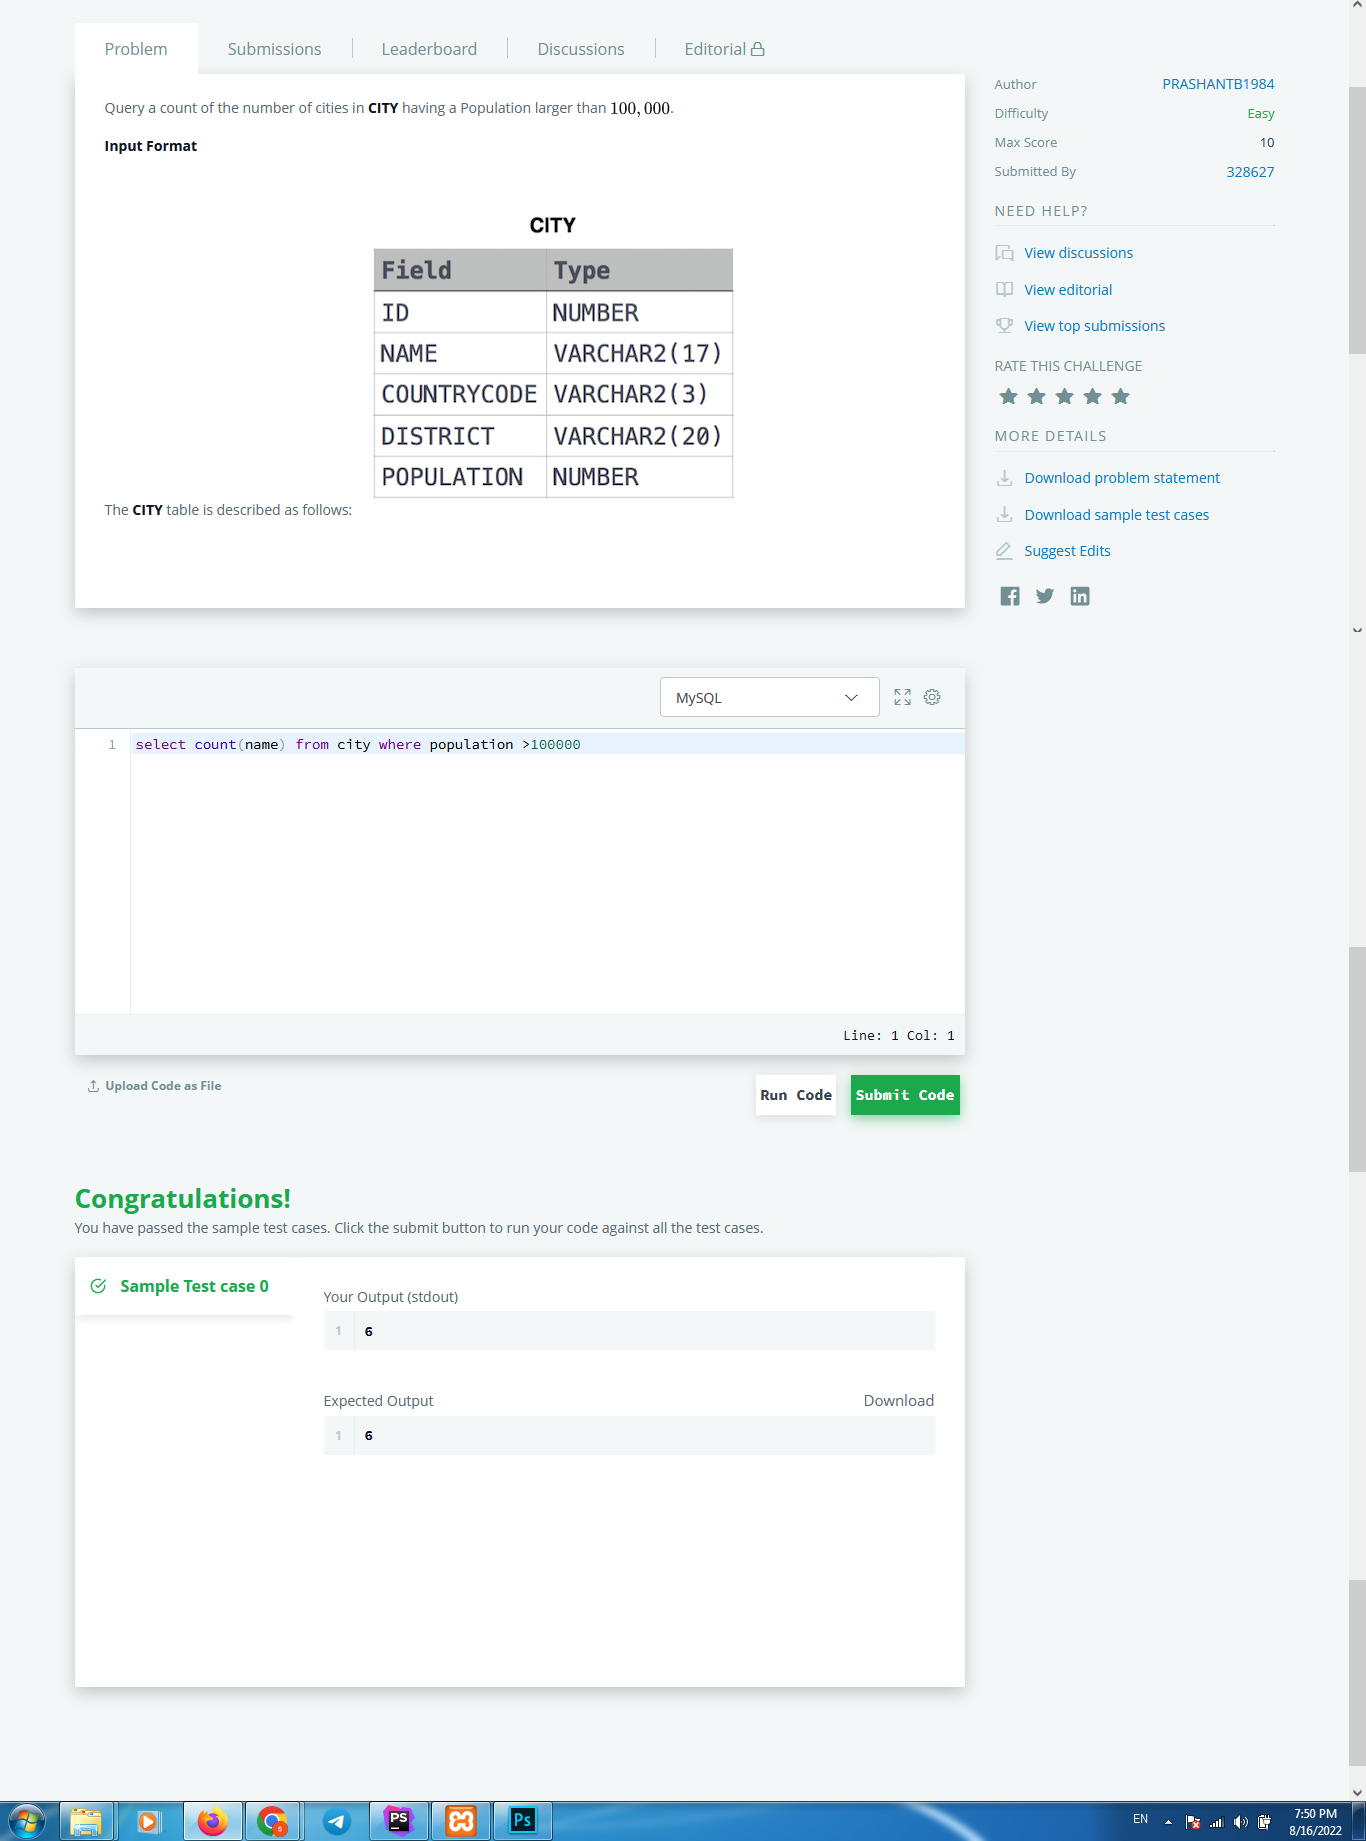 Problem
Submissions
Leaderboard
Discussions
Editorial
Query a count of the number of cities in CITY having a Population larger than 100,000.
Input Format
CITY
Field Type
ID NUMBER
NAME VARCHAR2(17)
COUNTRYCODE VARCHAR2(3)
DISTRICT VARCHAR2(20)
POPULATION NUMBER
The CITY table is described as follows:
Author PRASHANTB1984
Difficulty Easy
Max Score 10
Submitted By 328627
NEED HELP?
View discussions
View editorial
View top submissions
RATE THIS CHALLENGE
MORE DETAILS
Download problem statement
Download sample test cases
Suggest Edits
MySQL
1 select count(name) from city where population >100000
Line: 1 Col: 1
Upload Code as File
Run Code
Submit Code
Congratulations!
You have passed the sample test cases. Click the submit button to run your code against all the test cases.
Sample Test case 0
Your Output (stdout)
1 6
Expected Output Download
1 6
PS
Ps
EN
7:50 PM
8/16/2022